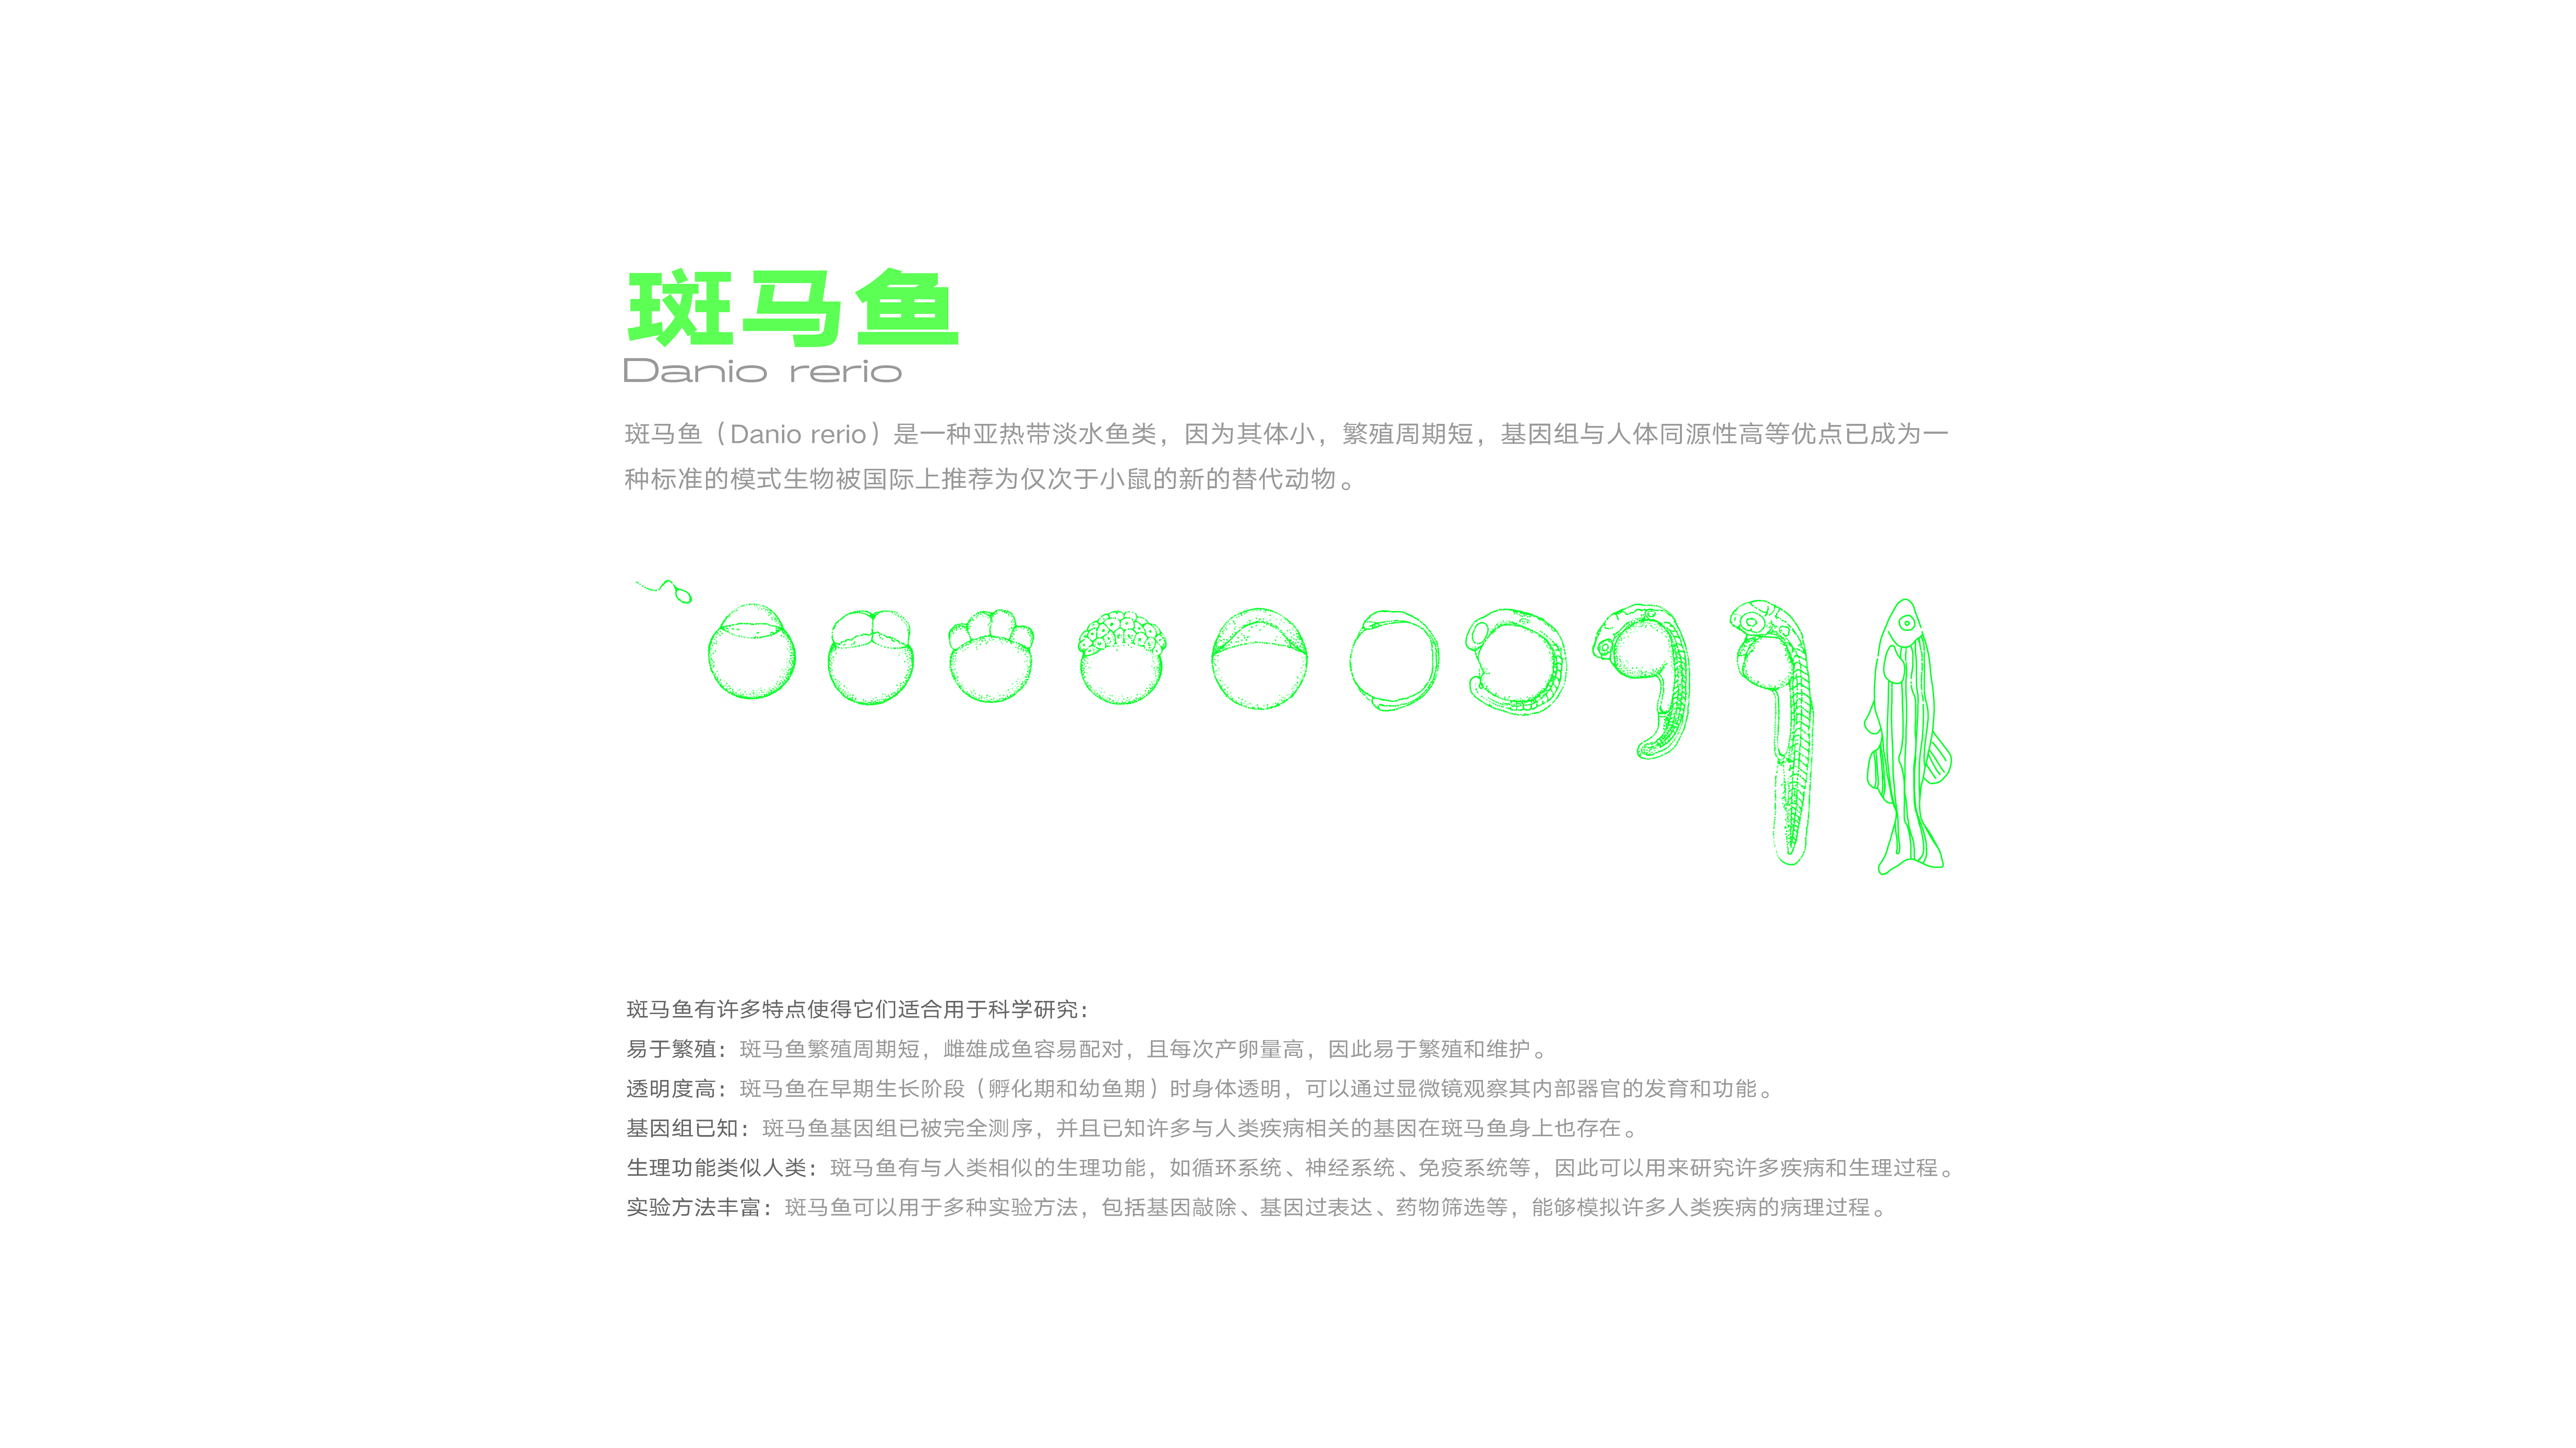 斑马鱼
Danio rerio
斑马鱼（Danio rerio）是一种亚热带淡水鱼类，因为其体小，繁殖周期短，基因组与人体同源性高等优点已成为一
种标准的模式生物被国际上推荐为仅次于小鼠的新的替代动物。
斑马鱼有许多特点使得它们适合用于科学研究：
易于繁殖：斑马鱼繁殖周期短，雌雄成鱼容易配对，且每次产卵量高，因此易于繁殖和维护。
透明度高：斑马鱼在早期生长阶段（孵化期和幼鱼期）时身体透明，可以通过显微镜观察其内部器官的发育和功能。
基因组已知：斑马鱼基因组已被完全测序，并且已知许多与人类疾病相关的基因在斑马鱼身上也存在。
生理功能类似人类：斑马鱼有与人类相似的生理功能，如循环系统、神经系统、免疫系统等，因此可以用来研究许多疾病和生理过程。
实验方法丰富：斑马鱼可以用于多种实验方法，包括基因敲除、基因过表达、药物筛选等，能够模拟许多人类疾病的病理过程。